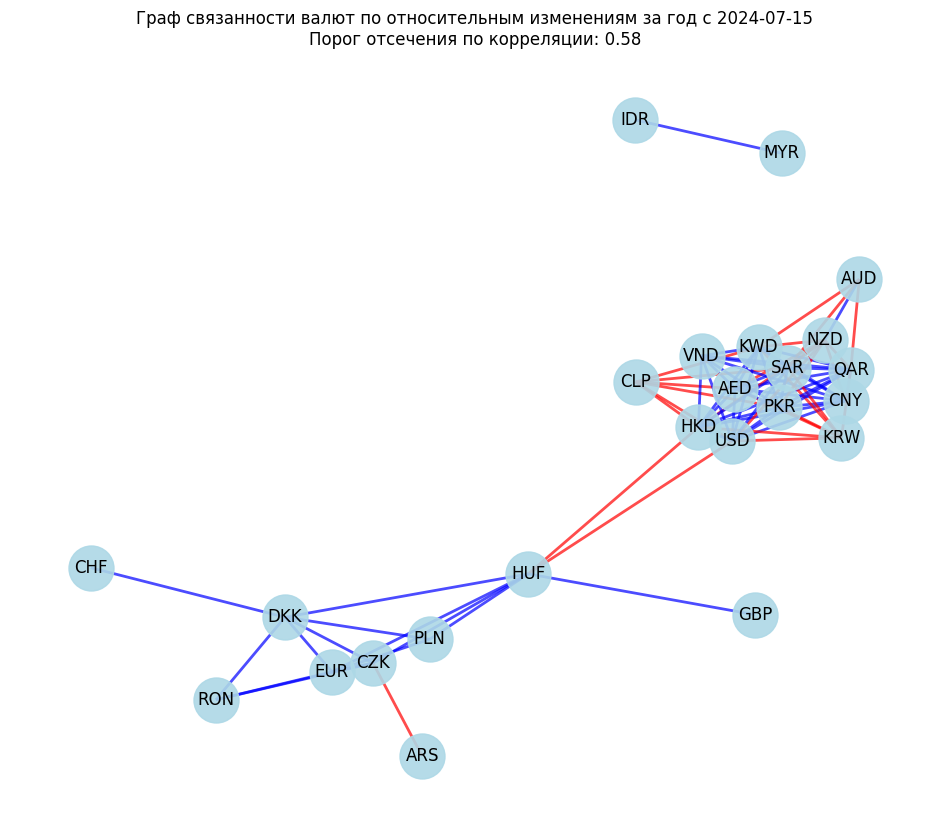 Граф связанности валют по относительным изменениям за год с 2024-07-15
Порог отсечения по корреляции: 0.58
IDR
MYR
AUD
NZD
KWD
VND
SAR
QAR
CLP
AED
CNY
PKR
HKD
USD
KRW
CHF
HUF
DKK
GBP
PLN
CZK
EUR
RON
ARS